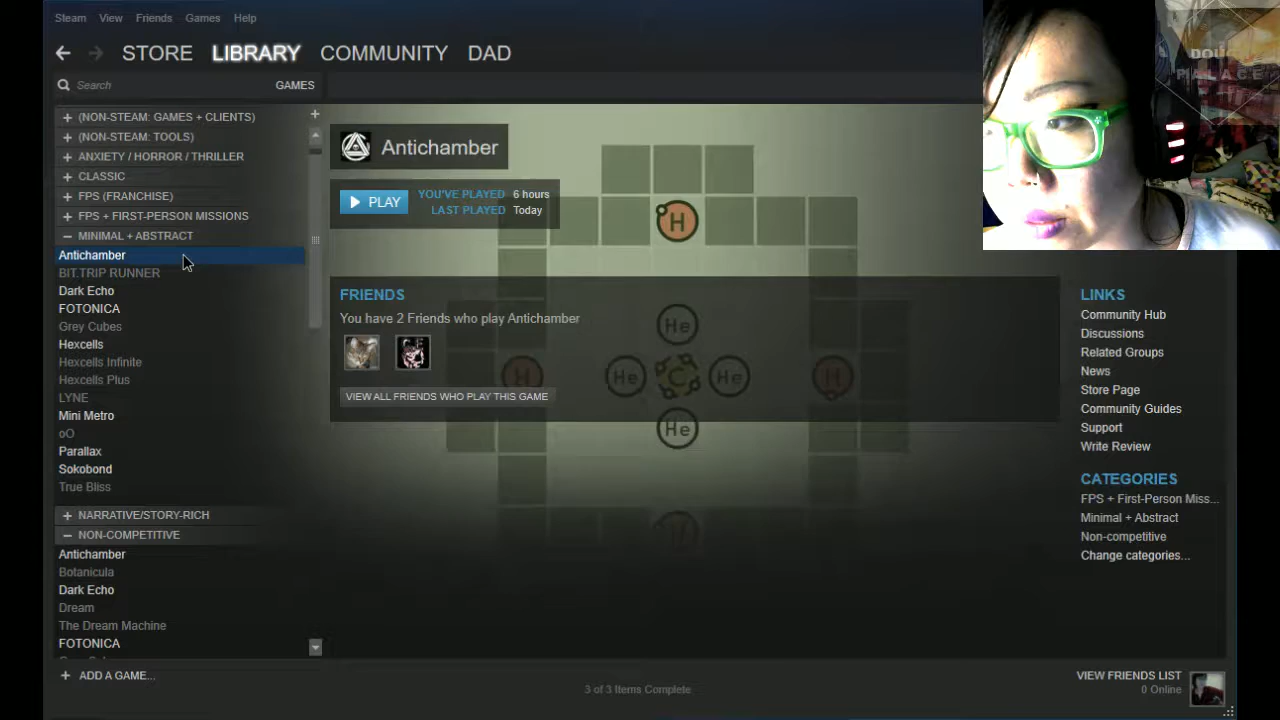 Steam View Friends Games Help
STORE LIBRARY COMMUNITY DAD
Search GAMES
(NON-STEAM: GAMES + CLIENTS)
(NON-STEAM: TOOLS)
ANXIETY / HORROR / THRILLER
CLASSIC
FPS (FRANCHISE)
FPS + FIRST-PERSON MISSIONS
MINIMAL + ABSTRACT
Antichamber
BIT.TRIP RUNNER
Dark Echo
FOTONICA
Grey Cubes
Hexcells
Hexcells Infinite
Hexcells Plus
LYNE
Mini Metro
oO
Parallax
Sokobond
True Bliss
NARRATIVE/STORY-RICH
NON-COMPETITIVE
Antichamber
Botanicula
Dark Echo
Dream
The Dream Machine
FOTONICA
+ ADD A GAME...
Antichamber
PLAY
YOU'VE PLAYED 6 hours
LAST PLAYED Today
H
FRIENDS
You have 2 Friends who play Antichamber
VIEW ALL FRIENDS WHO PLAY THIS GAME
He
H He C He H
He
LINKS
Community Hub
Discussions
Related Groups
News
Store Page
Community Guides
Support
Write Review
CATEGORIES
FPS + First-Person Miss...
Minimal + Abstract
Non-competitive
Change categories...
3 of 3 Items Complete
VIEW FRIENDS LIST
0 Online
PALACE